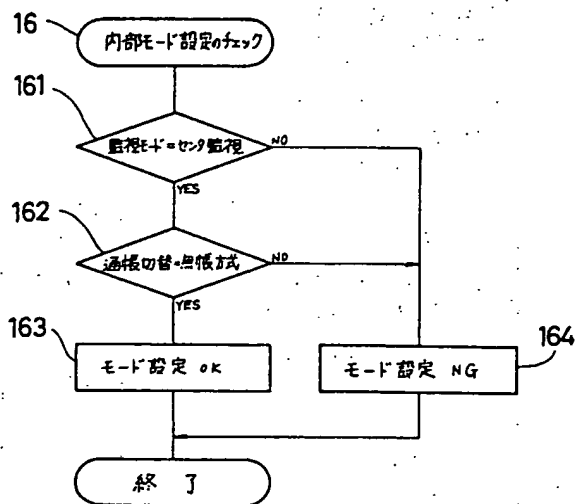 16
内部モード設定のチェック
161
監視モード=センタ監視
NO
YES
162
通帳切替=無帳方式
NO
YES
163
モード設定 OK
164
モード設定 NG
終 了